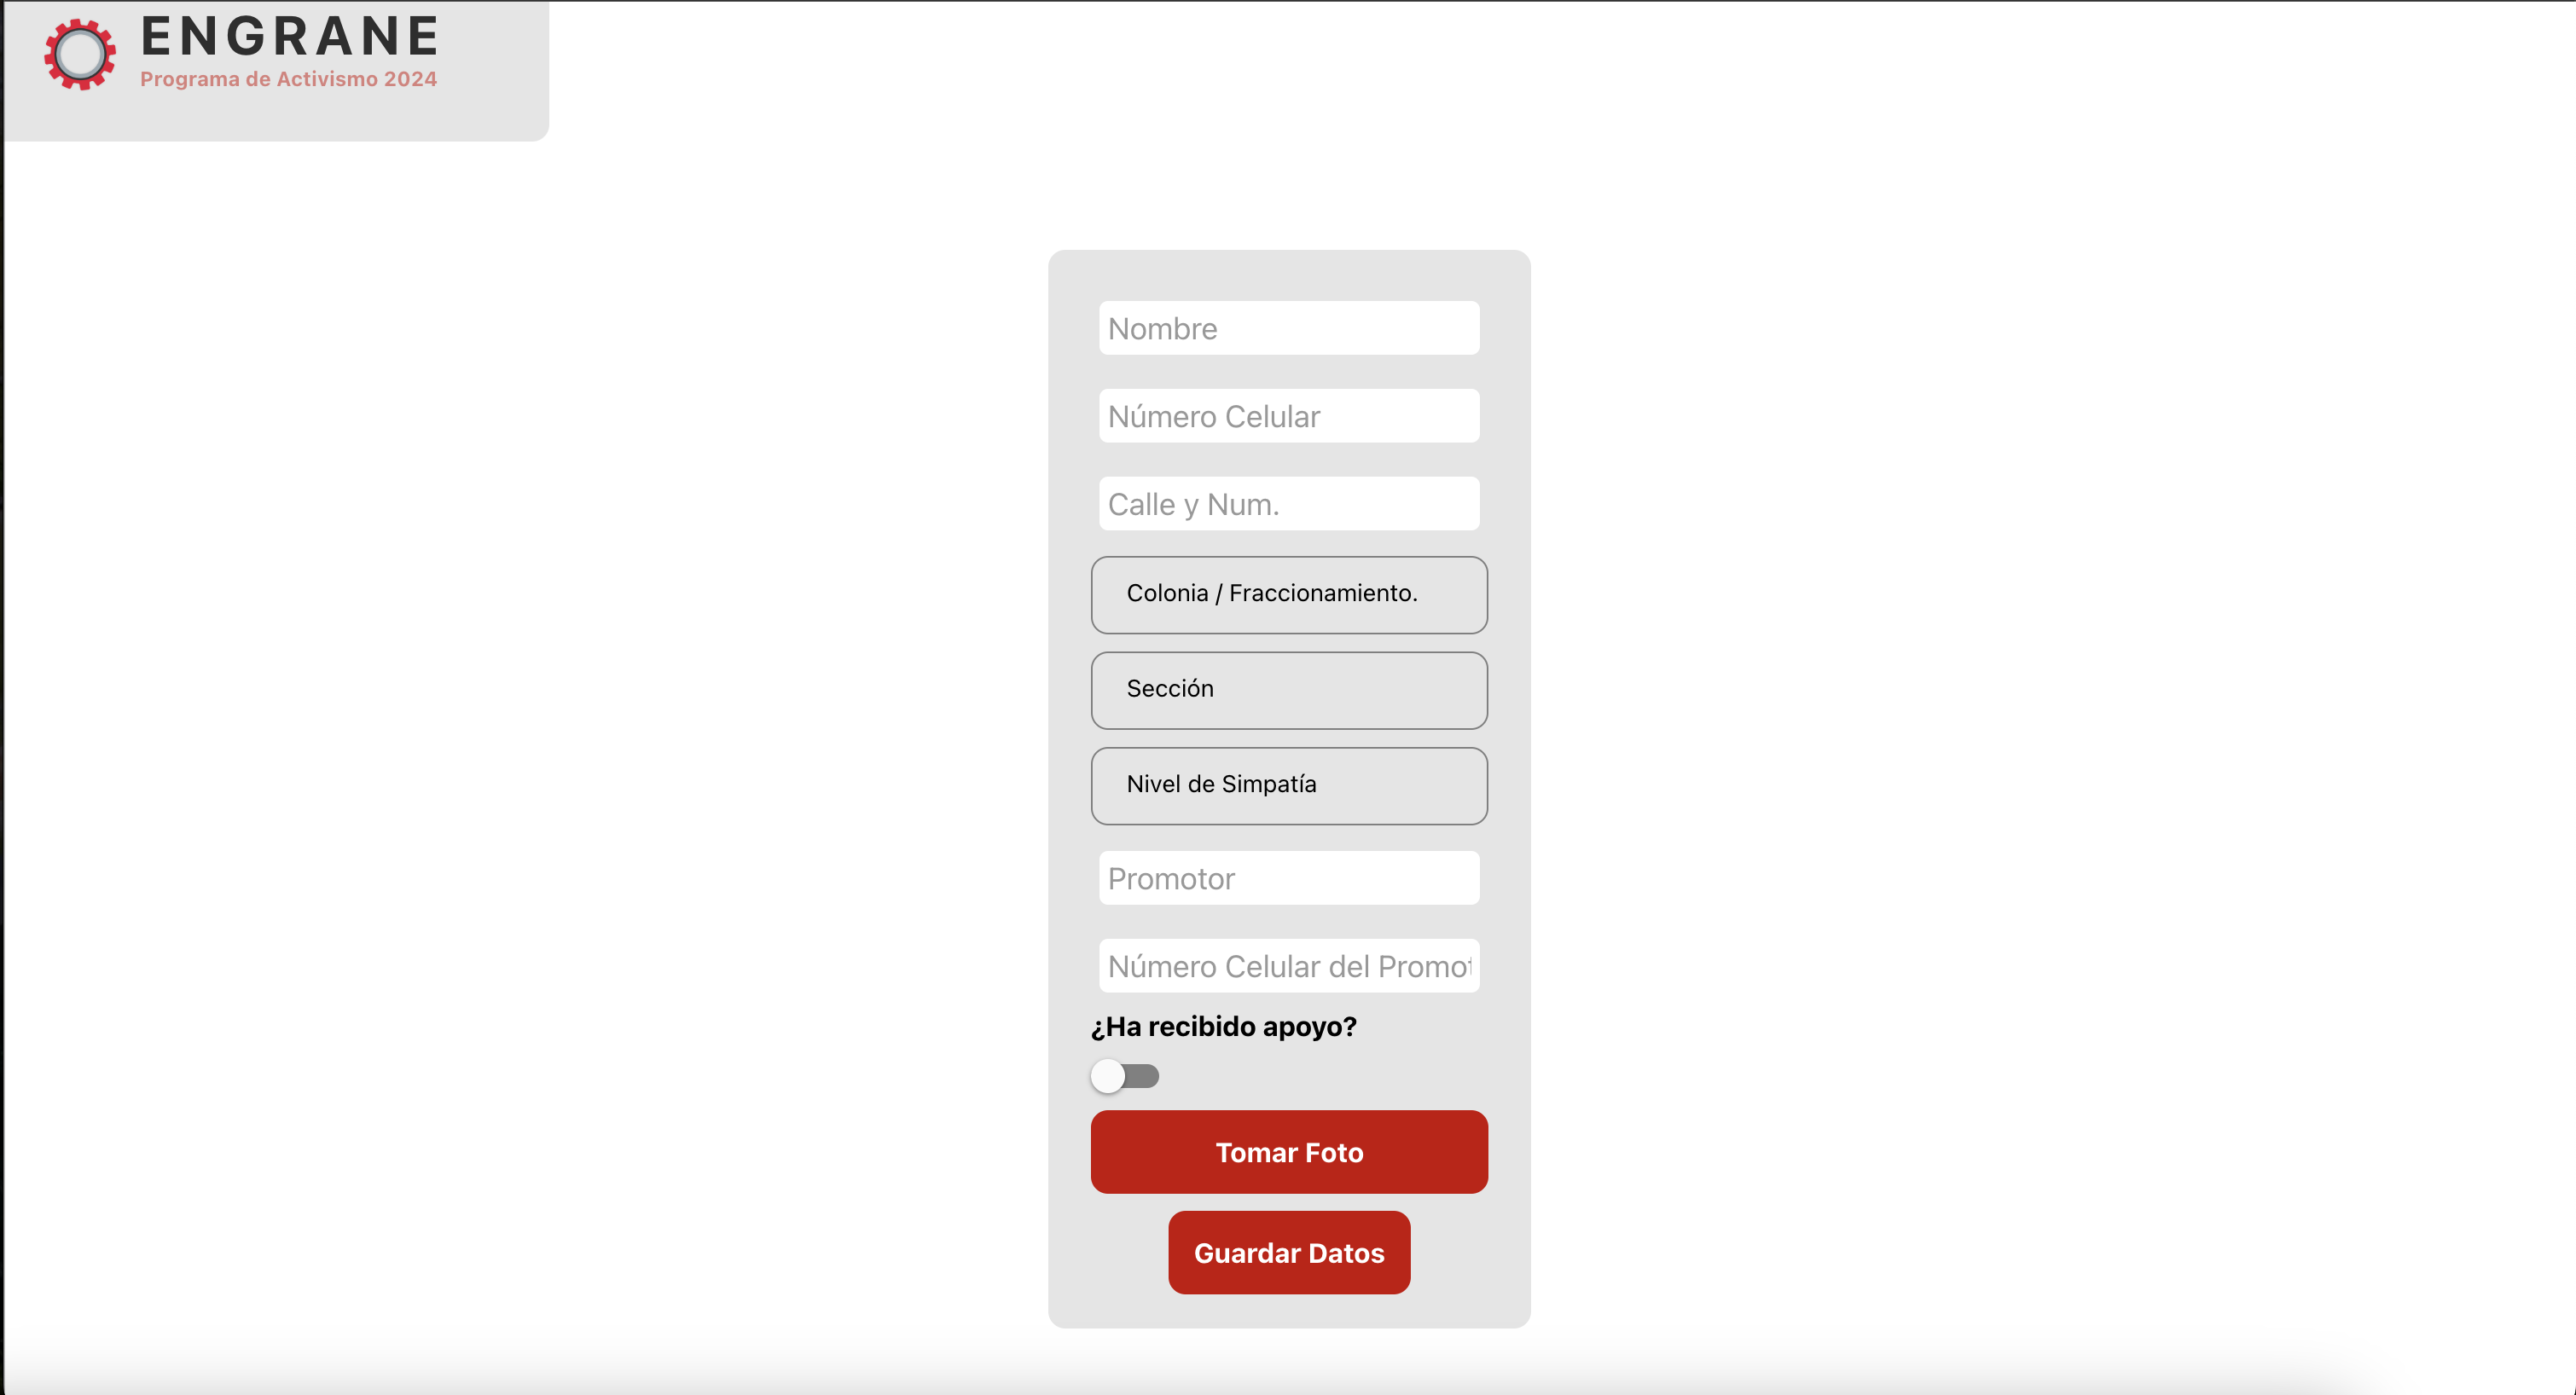 ENGRANE
Programa de Activismo 2024
Nombre
Número Celular
Calle y Num.
Colonia / Fraccionamiento.
Sección
Nivel de Simpatía
Promotor
Número Celular del Promot
¿Ha recibido apoyo?
Tomar Foto
Guardar Datos